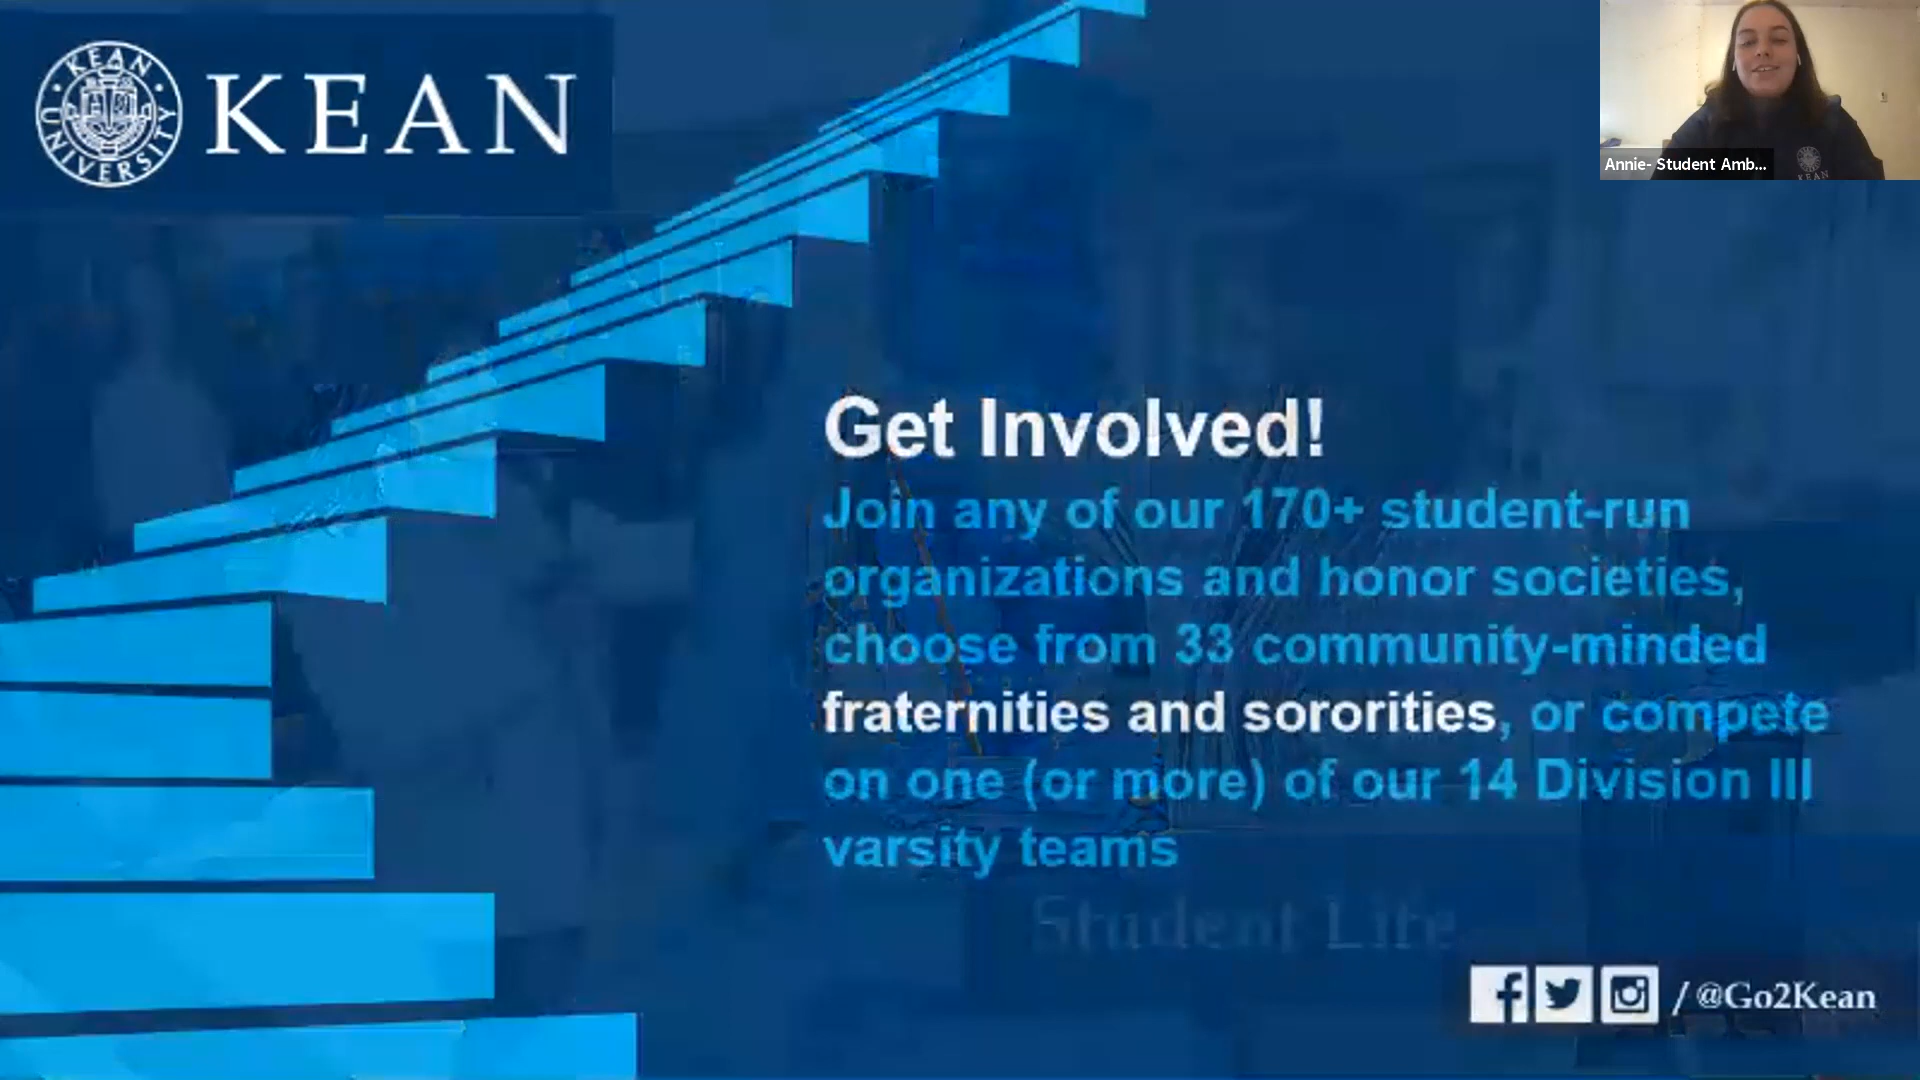 KEAN UNIVERSITY
KEAN
Annie- Student Amb...
KEAN
Get Involved!
Join any of our 170+ student-run
organizations and honor societies,
choose from 33 community-minded
fraternities and sororities, or compete
on one (or more) of our 14 Division III
varsity teams
Student Life
/@Go2Kean